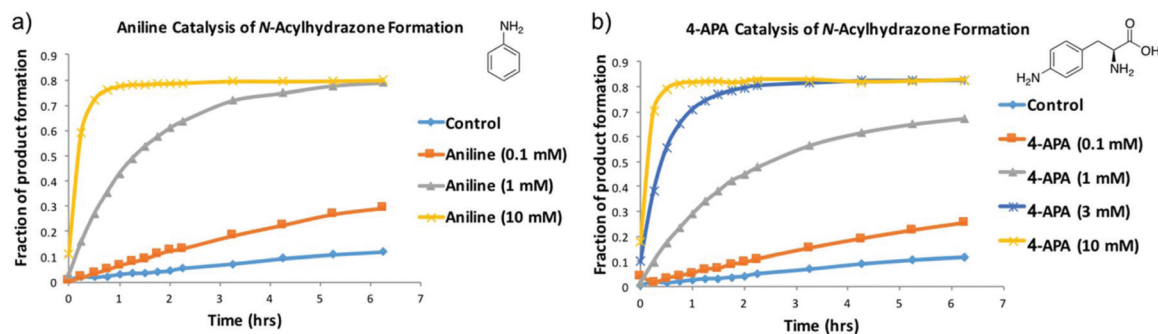 a)
Aniline Catalysis of N-Acylhydrazone Formation
NH₂
Fraction of product formation
0.9
0.8
0.7
0.6
0.5
0.4
0.3
0.2
0.1
0
0 1 2 3 4 5 6 7
Time (hrs)
Control
Aniline (0.1 mM)
Aniline (1 mM)
Aniline (10 mM)
b)
4-APA Catalysis of N-Acylhydrazone Formation
O
OH
NH₂
H₂N
Fraction of product formation
0.9
0.8
0.7
0.6
0.5
0.4
0.3
0.2
0.1
0
0 1 2 3 4 5 6 7
Time (hrs)
Control
4-APA (0.1 mM)
4-APA (1 mM)
4-APA (3 mM)
4-APA (10 mM)